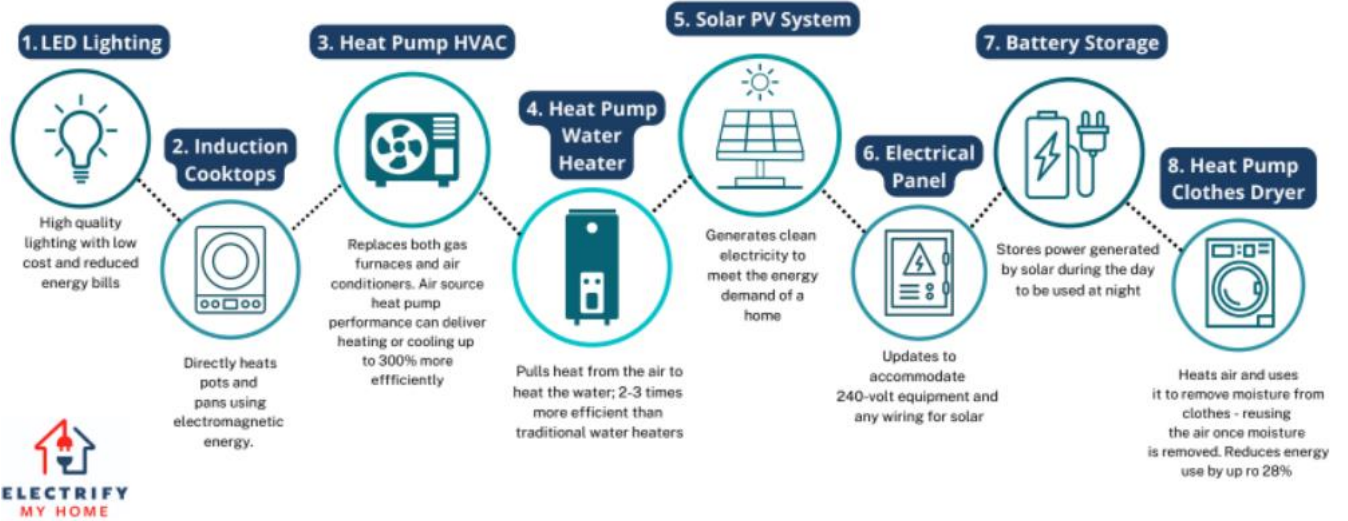 1. LED Lighting
High quality
lighting with low
cost and reduced
energy bills
2. Induction
Cooktops
Directly heats
pots and
pans using
electromagnetic
energy.
3. Heat Pump HVAC
Replaces both gas
furnaces and air
conditioners. Air source
heat pump
performance can deliver
heating or cooling up
to 300% more
effficiently
4. Heat Pump
Water
Heater
Pulls heat from the air to
heat the water; 2-3 times
more efficient than
traditional water heaters
5. Solar PV System
Generates clean
electricity to
meet the energy
demand of a
home
6. Electrical
Panel
Updates to
accommodate
240-volt equipment and
any wiring for solar
7. Battery Storage
Stores power generated
by solar during the day
to be used at night
8. Heat Pump
Clothes Dryer
Heats air and uses
it to remove moisture from
clothes - reusing
the air once moisture
is removed. Reduces energy
use by up ro 28%
ELECTRIFY
MY HOME